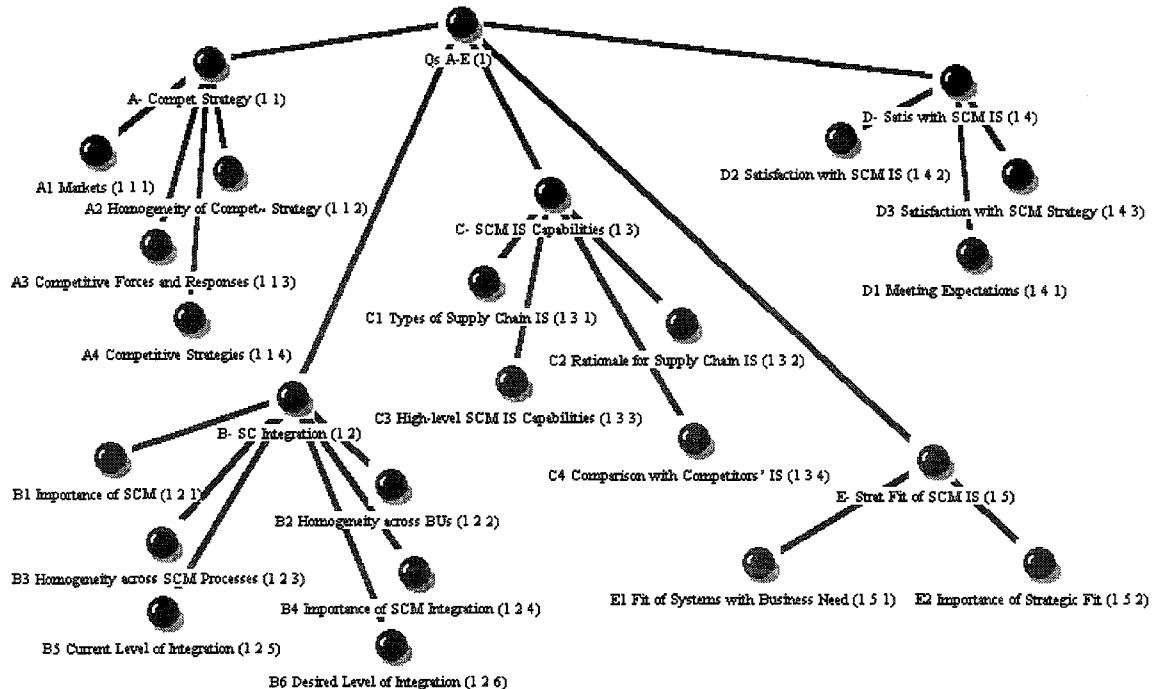 Qs A-E (1)
A- Compet Strategy (1 1)
A1 Markets (1 1 1)
A2 Homogeneity of Compet~ Strategy (1 1 2)
A3 Competitive Forces and Responses (1 1 3)
A4 Competitive Strategies (1 1 4)
B- SC Integration (1 2)
B1 Importance of SCM (1 2 1)
B2 Homogeneity across BUs (1 2 2)
B3 Homogeneity across SCM Processes (1 2 3)
B4 Importance of SCM Integration (1 2 4)
B5 Current Level of Integration (1 2 5)
B6 Desired Level of Integration (1 2 6)
C- SCM IS Capabilities (1 3)
C1 Types of Supply Chain IS (1 3 1)
C2 Rationale for Supply Chain IS (1 3 2)
C3 High-level SCM IS Capabilities (1 3 3)
C4 Comparison with Competitors' IS (1 3 4)
D- Satis with SCM IS (1 4)
D2 Satisfaction with SCM IS (1 4 2)
D3 Satisfaction with SCM Strategy (1 4 3)
D1 Meeting Expectations (1 4 1)
E- Strat Fit of SCM IS (1 5)
E1 Fit of Systems with Business Need (1 5 1)
E2 Importance of Strategic Fit (1 5 2)